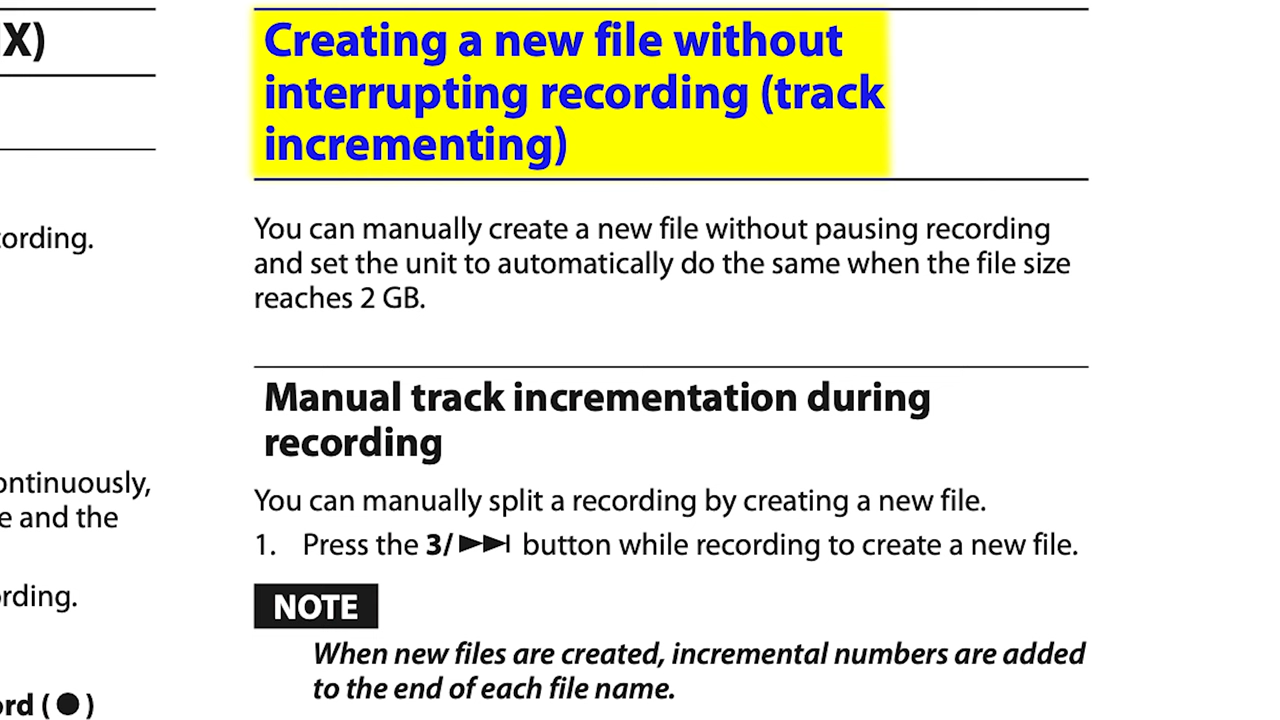 X)
cording.
ontinuously,
e and the
ording.
ord (●)
Creating a new file without
interrupting recording (track
incrementing)
You can manually create a new file without pausing recording
and set the unit to automatically do the same when the file size
reaches 2 GB.
Manual track incrementation during
recording
You can manually split a recording by creating a new file.
1. Press the 3/⏭ button while recording to create a new file.
NOTE
When new files are created, incremental numbers are added
to the end of each file name.